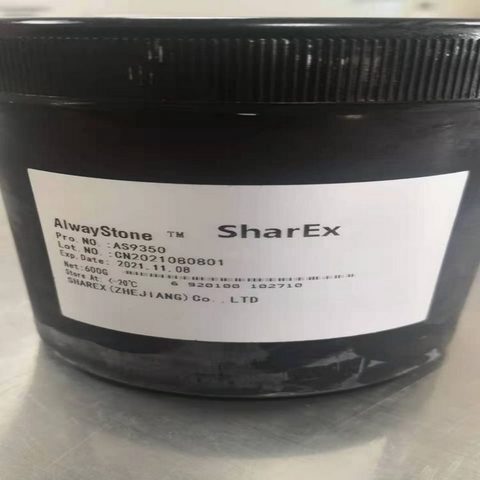 AlwayStone ™ SharEx
Pro. NO.:AS9350
Lot. NO.:CN2021080801
Exp. Date: 2021.11.08
Net:600G
Store At: <-20℃ 6 920100 102710
SHAREX(ZHEJIANG)Co.,LTD